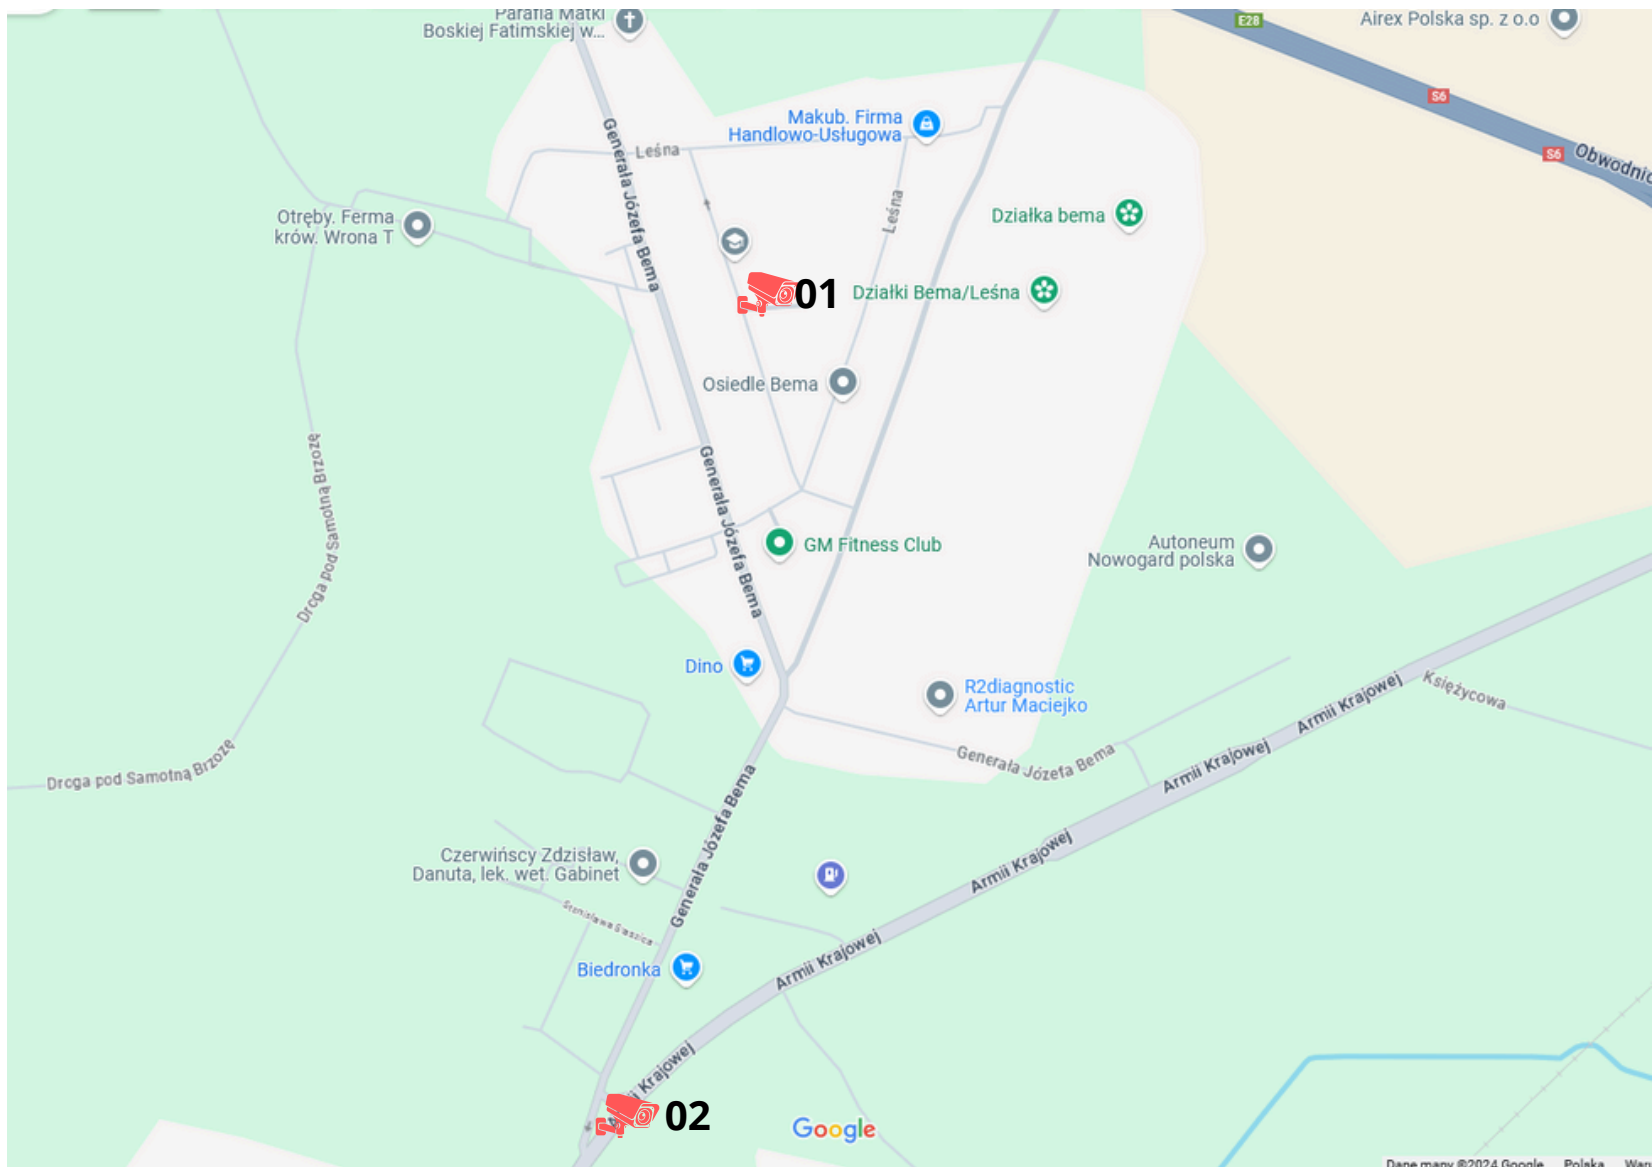 Parafia Matki
Boskiej Fatimskiej w...
E28
Airex Polska sp. z o.o
S6
S6
Makub. Firma
Handlowo-Usługowa
Leśna
Generała Józefa Bema
Leśna
Otręby. Ferma
krów. Wrona T
Działka bema
01
Działki Bema/Leśna
Osiedle Bema
Droga pod Samotną Brzozę
Generała Józefa Bema
GM Fitness Club
Autoneum
Nowogard polska
Dino
R2diagnostic
Artur Maciejko
Księżycowa
Armii Krajowej
Generała Józefa Bema
Armii Krajowej
Droga pod Samotną Brzozę
Generała Józefa Bema
Armii Krajowej
Czerwińscy Zdzisław,
Danuta, lek. wet. Gabinet
Stanisława Staszica
Armii Krajowej
Biedronka
Krajowej
02
Google
Dane mapy ©2024 Google
Polska